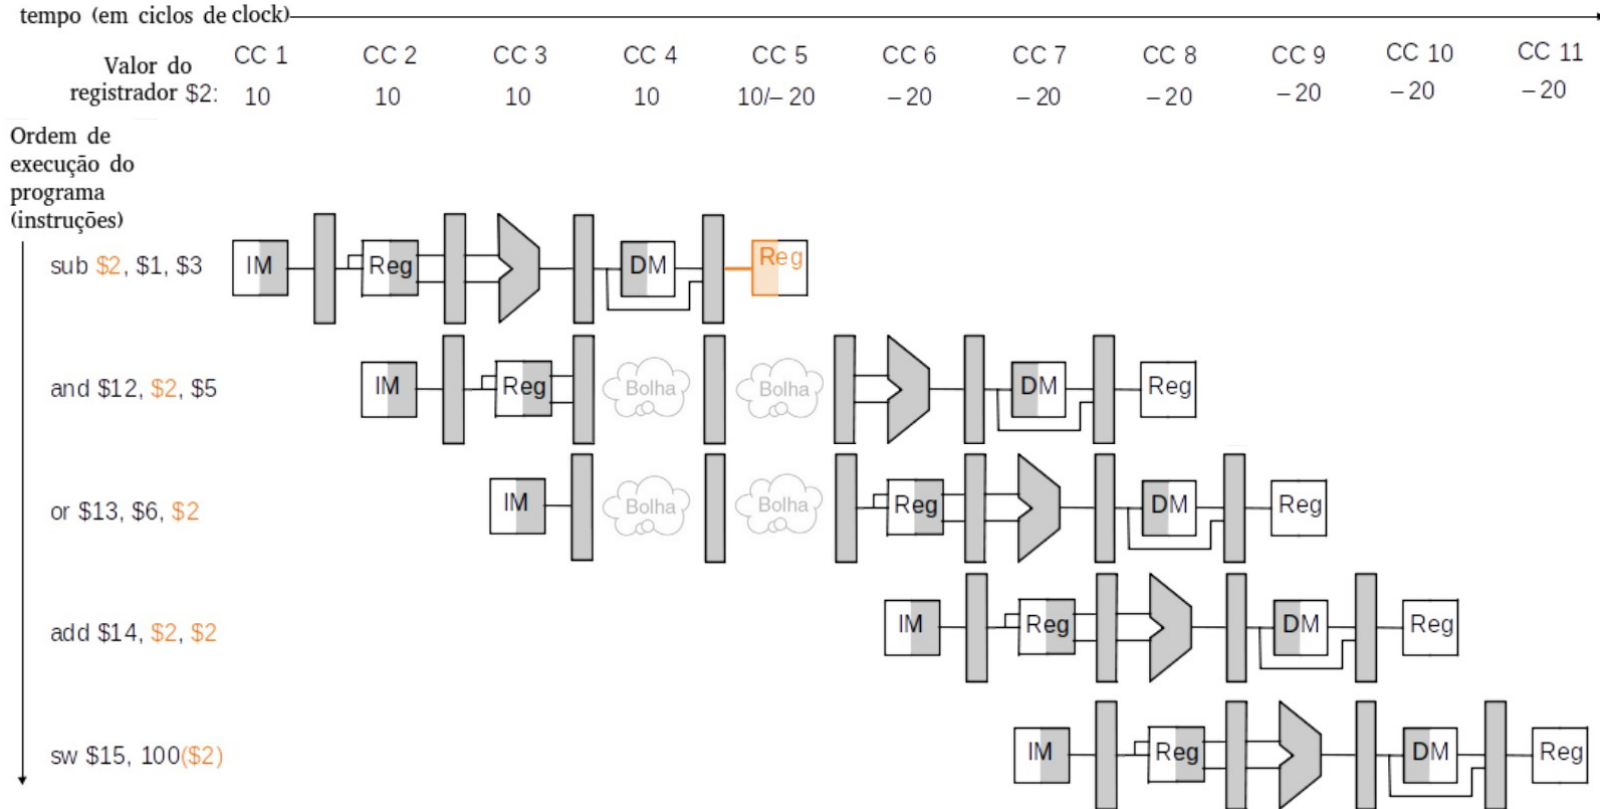 tempo (em ciclos de clock)
CC 1 CC 2 CC 3 CC 4 CC 5 CC 6 CC 7 CC 8 CC 9 CC 10 CC 11
Valor do
registrador $2: 10 10 10 10 10/– 20 – 20 – 20 – 20 – 20 – 20 – 20
Ordem de
execução do
programa
(instruções)
sub $2, $1, $3 IM Reg DM Reg
and $12, $2, $5 IM Reg Bolha Bolha DM Reg
or $13, $6, $2 IM Bolha Bolha Reg DM Reg
add $14, $2, $2 IM Reg DM Reg
sw $15, 100($2) IM Reg DM Reg